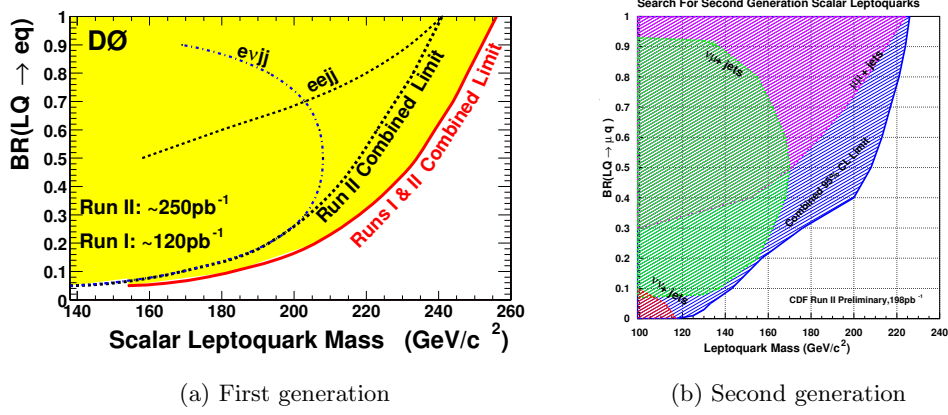 DØ
eνjj
eejj
Run II Combined Limit
Runs I & II Combined Limit
Run II: ~250pb⁻¹
Run I: ~120pb⁻¹
BR(LQ → eq)
1
0.9
0.8
0.7
0.6
0.5
0.4
0.3
0.2
0.1
0
140 160 180 200 220 240 260
Scalar Leptoquark Mass (GeV/c ²)
(a) First generation
Search For Second Generation Scalar Leptoquarks
νμ+ jets
μμ+ jets
Combined 95% CL Limit
νν+ jets
CDF Run II Preliminary,198pb ⁻¹
BR(LQ → μ q)
1
0.9
0.8
0.7
0.6
0.5
0.4
0.3
0.2
0.1
0
100 120 140 160 180 200 220 240
Leptoquark Mass (GeV/c²)
(b) Second generation